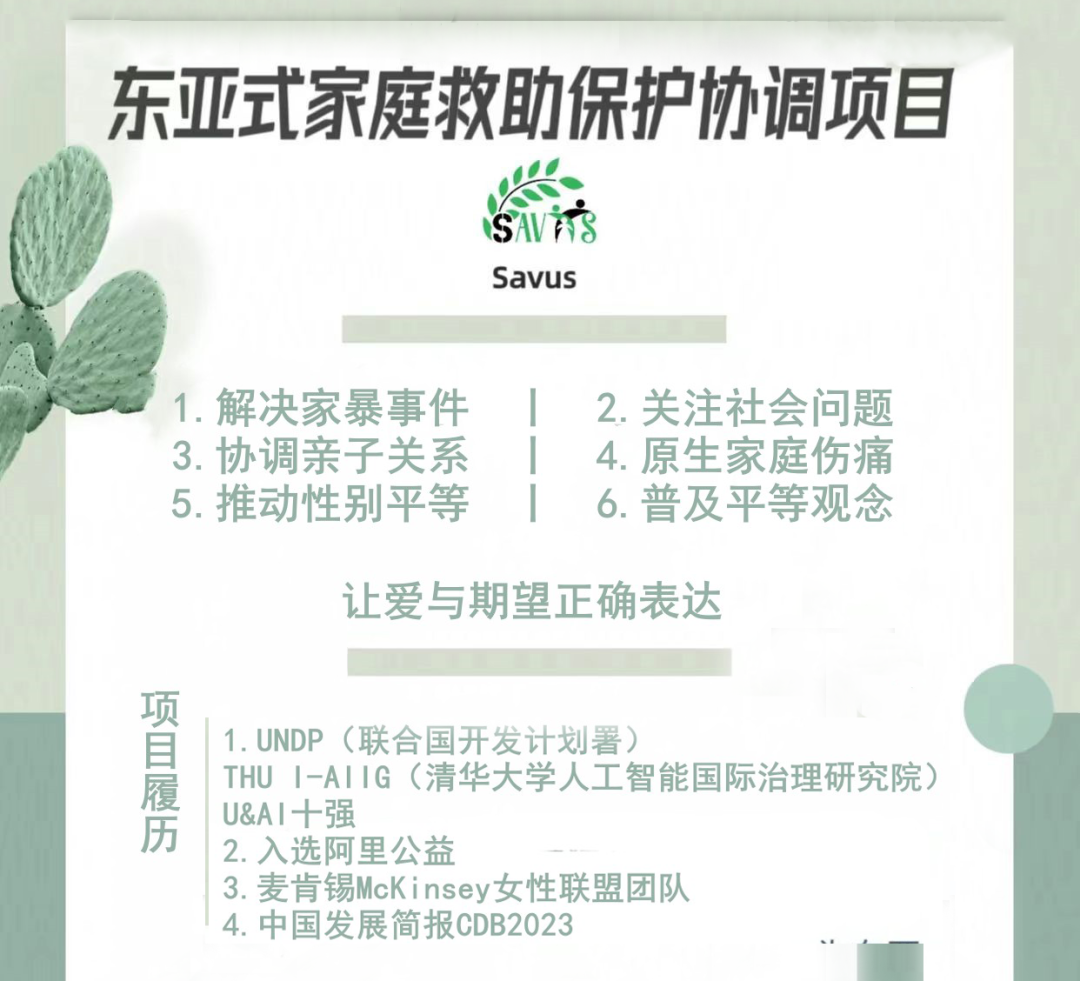 东亚式家庭救助保护协调项目
SAVUS
Savus
1.解决家暴事件 | 2.关注社会问题
3.协调亲子关系 | 4.原生家庭伤痛
5.推动性别平等 | 6.普及平等观念
让爱与期望正确表达
项目履历
1.UNDP（联合国开发计划署）
THU I-AIIG（清华大学人工智能国际治理研究院）
U&AI十强
2.入选阿里公益
3.麦肯锡McKinsey女性联盟团队
4.中国发展简报CDB2023